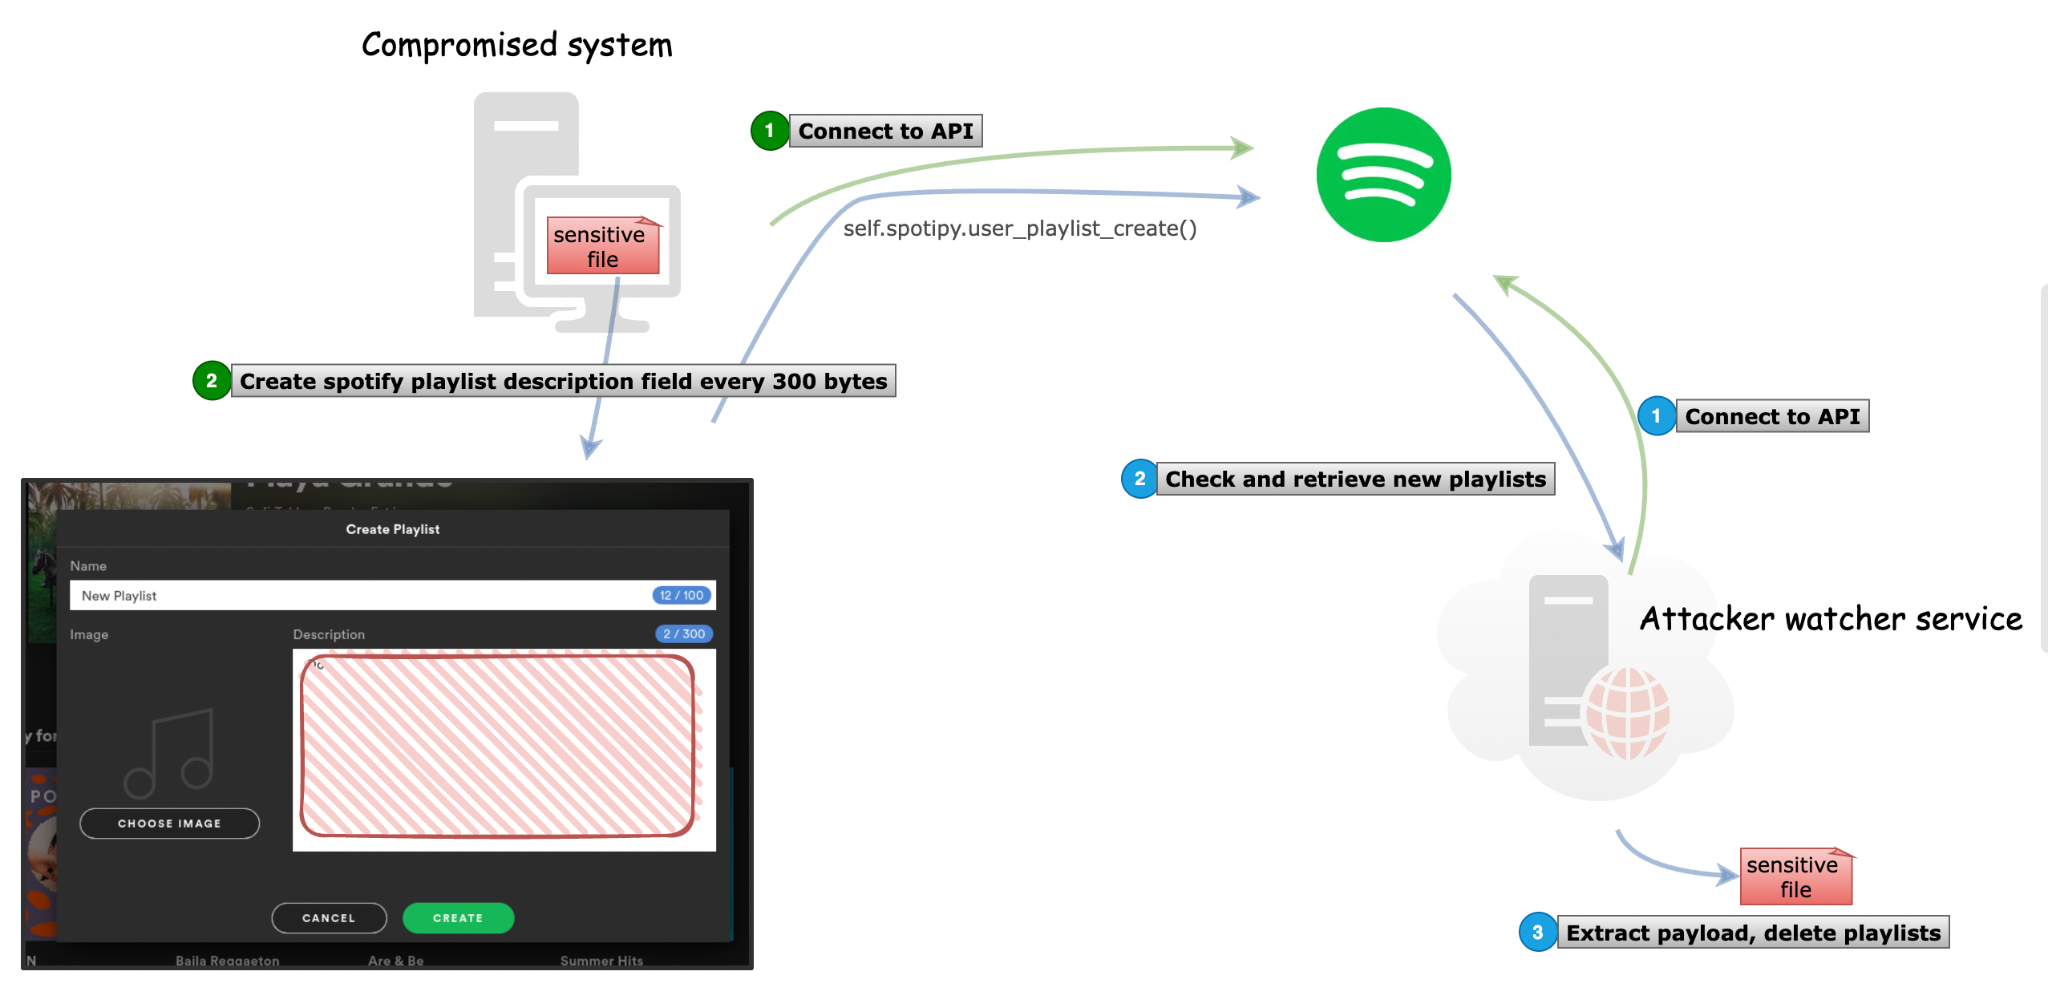 Compromised system
1 Connect to API
self.spotipy.user_playlist_create()
sensitive
file
2 Create spotify playlist description field every 300 bytes
1 Connect to API
2 Check and retrieve new playlists
Create Playlist
Name
New Playlist 12 / 100
Image Description 2 / 300
Attacker watcher service
y for
PO
CHOOSE IMAGE
CANCEL CREATE
N Baila Reggaeton Are & Be Summer Hits
sensitive
file
3 Extract payload, delete playlists